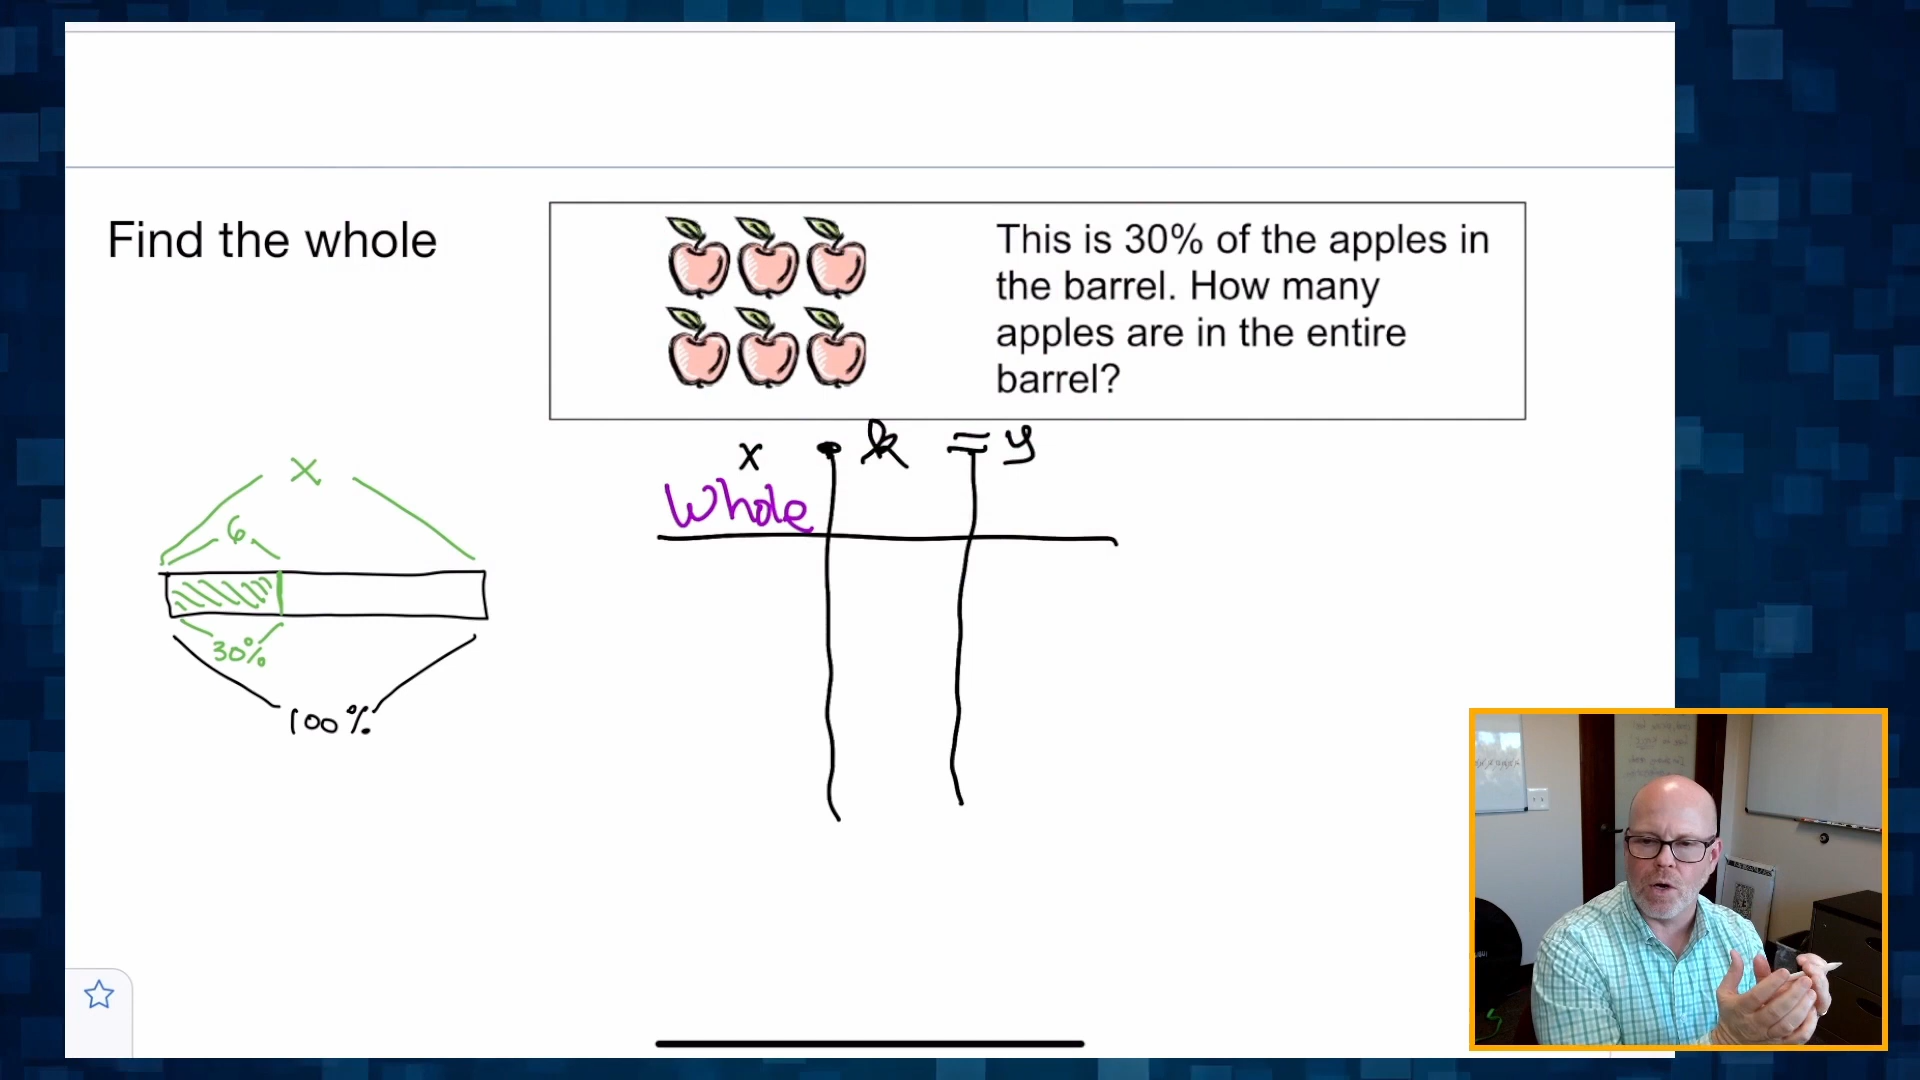 Find the whole
This is 30% of the apples in
the barrel. How many
apples are in the entire
barrel?
x • k = y
Whole
x
6
30%
100%